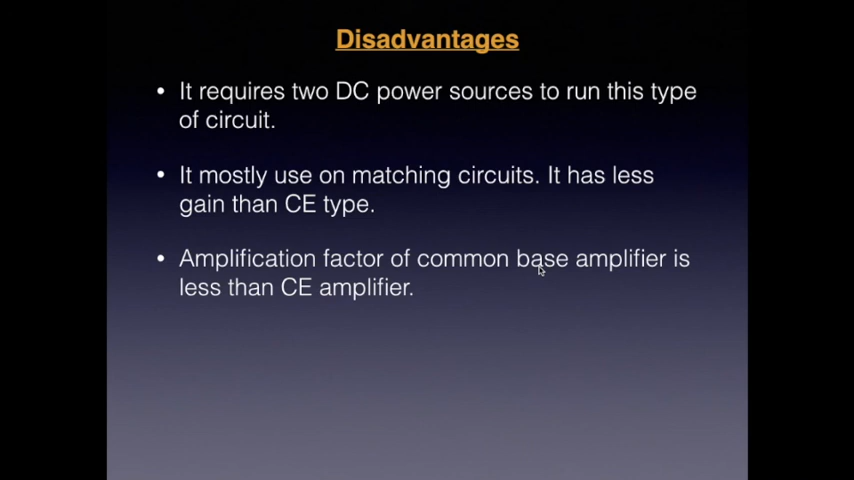 Disadvantages
• It requires two DC power sources to run this type
of circuit.
• It mostly use on matching circuits. It has less
gain than CE type.
• Amplification factor of common base amplifier is
less than CE amplifier.